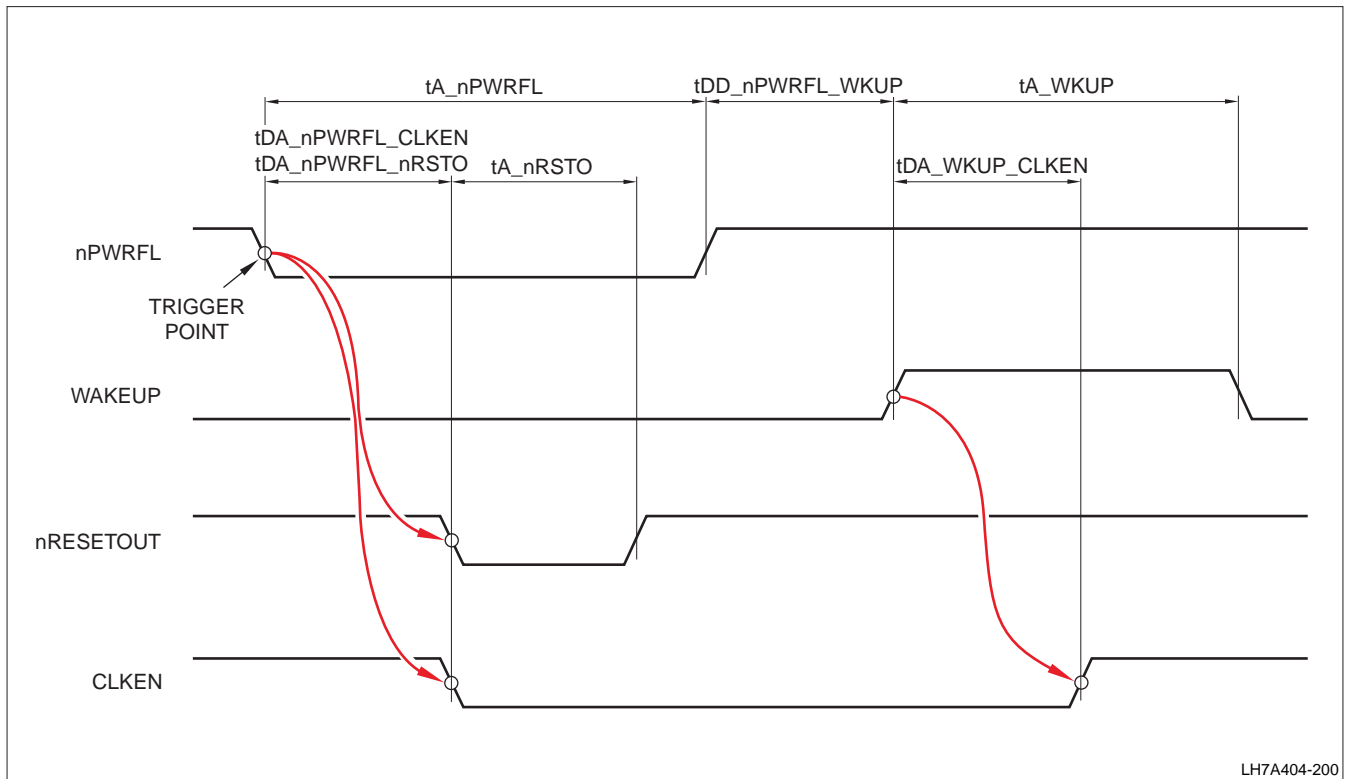 tA_nPWRFL
tDD_nPWRFL_WKUP
tA_WKUP
tDA_nPWRFL_CLKEN
tDA_nPWRFL_nRSTO
tA_nRSTO
tDA_WKUP_CLKEN
nPWRFL
TRIGGER
POINT
WAKEUP
nRESETOUT
CLKEN
LH7A404-200